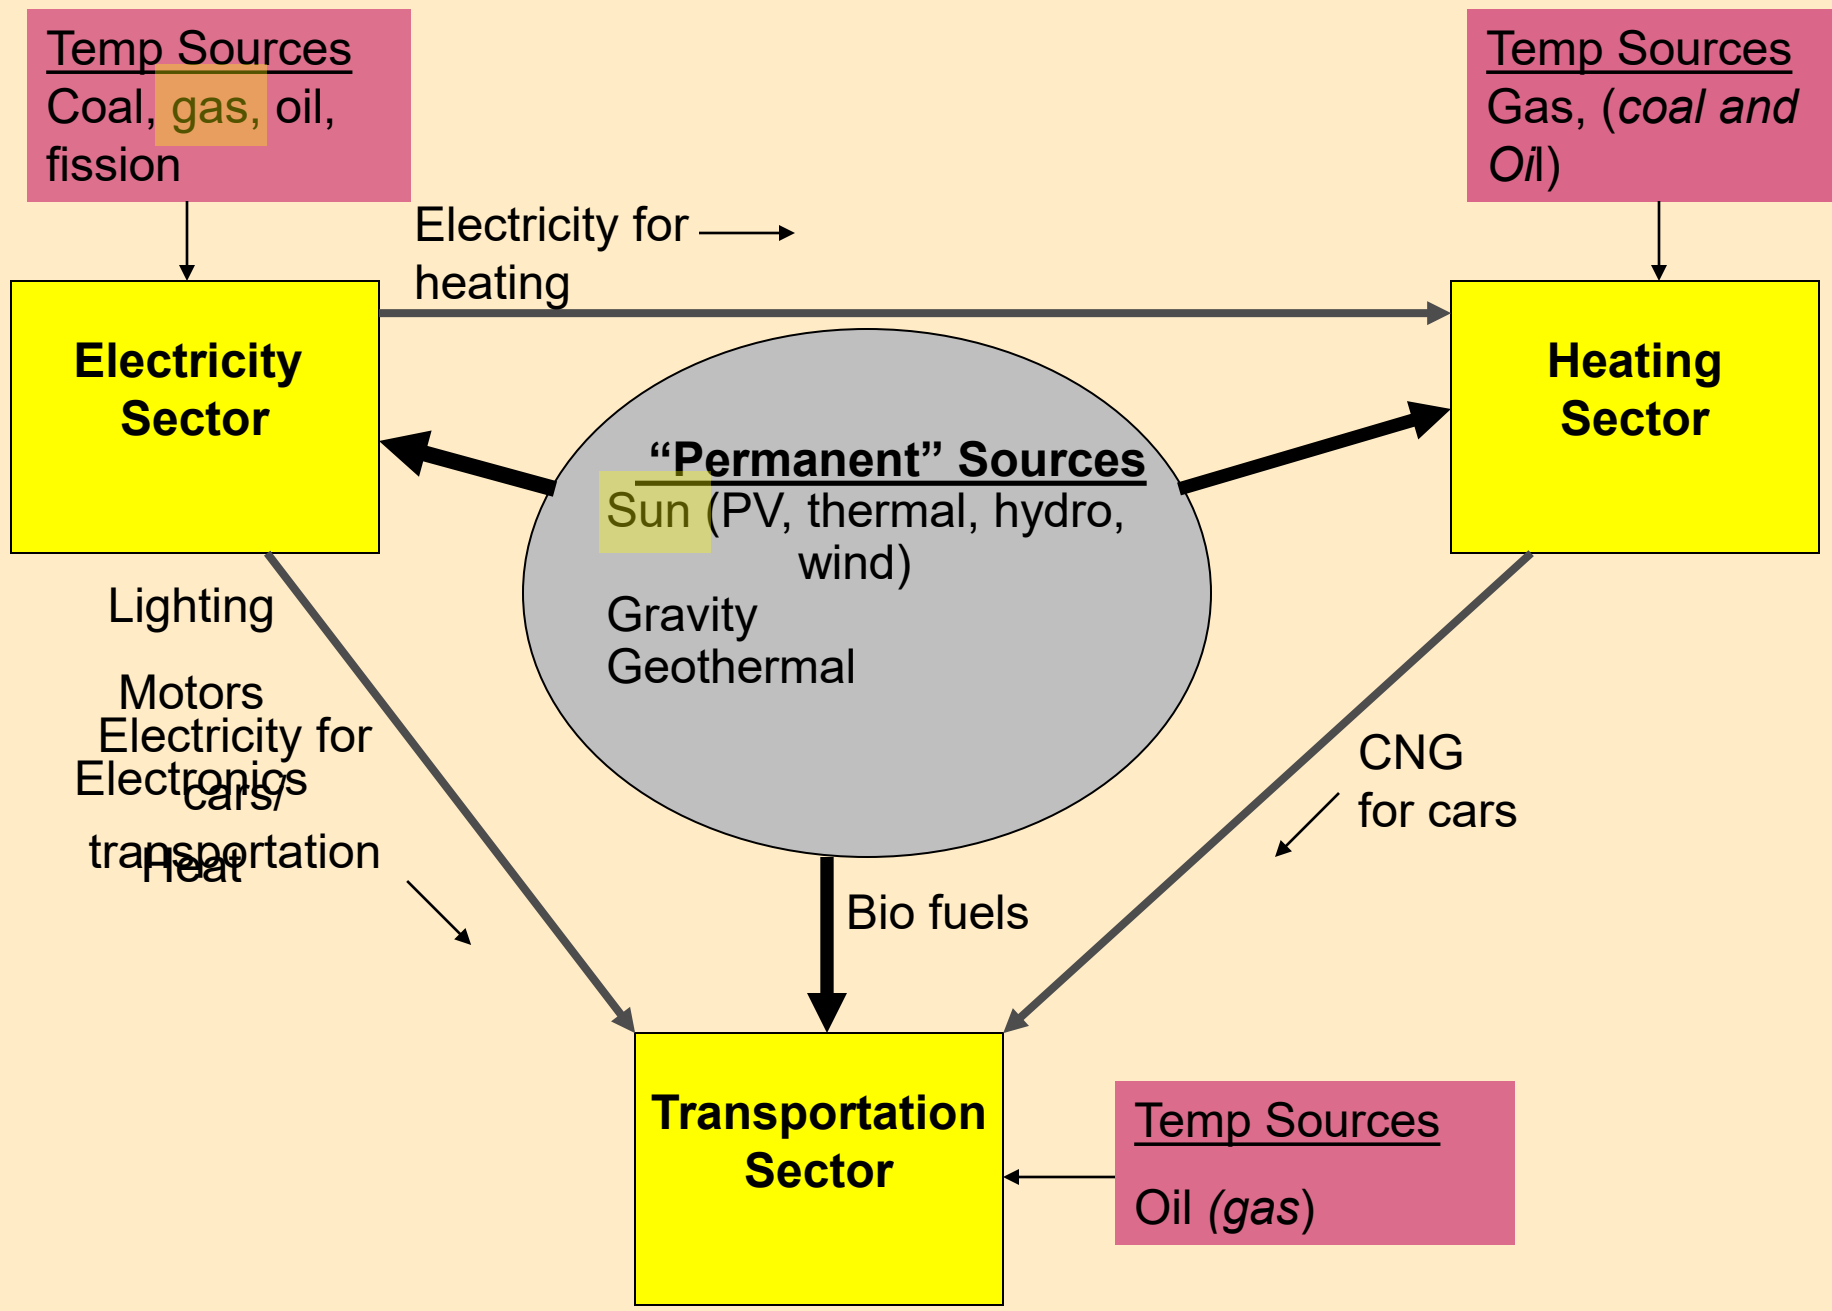 Temp Sources
Coal, gas, oil,
fission
Temp Sources
Gas, (coal and
Oil)
Electricity for
heating
Electricity
Sector
Heating
Sector
“Permanent” Sources
Sun (PV, thermal, hydro,
wind)
Gravity
Geothermal
Lighting
Motors
Electronics
Heat
Electricity for
cars/
transportation
CNG
for cars
Bio fuels
Transportation
Sector
Temp Sources
Oil (gas)